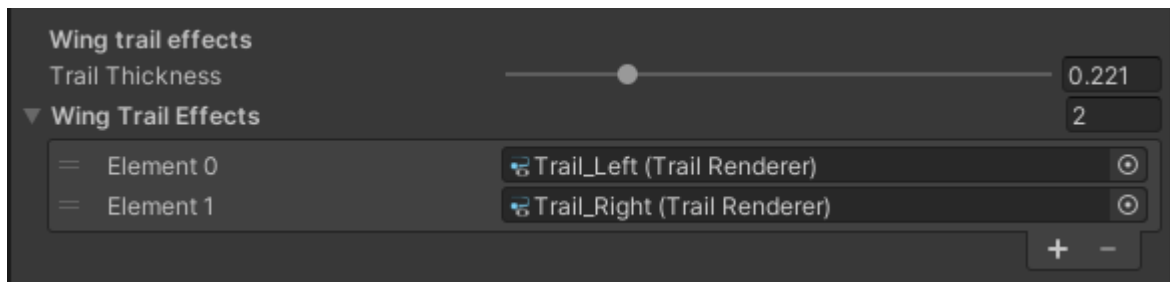 Wing trail effects
Trail Thickness 0.221
Wing Trail Effects 2
Element 0 Trail_Left (Trail Renderer)
Element 1 Trail_Right (Trail Renderer)
+ −